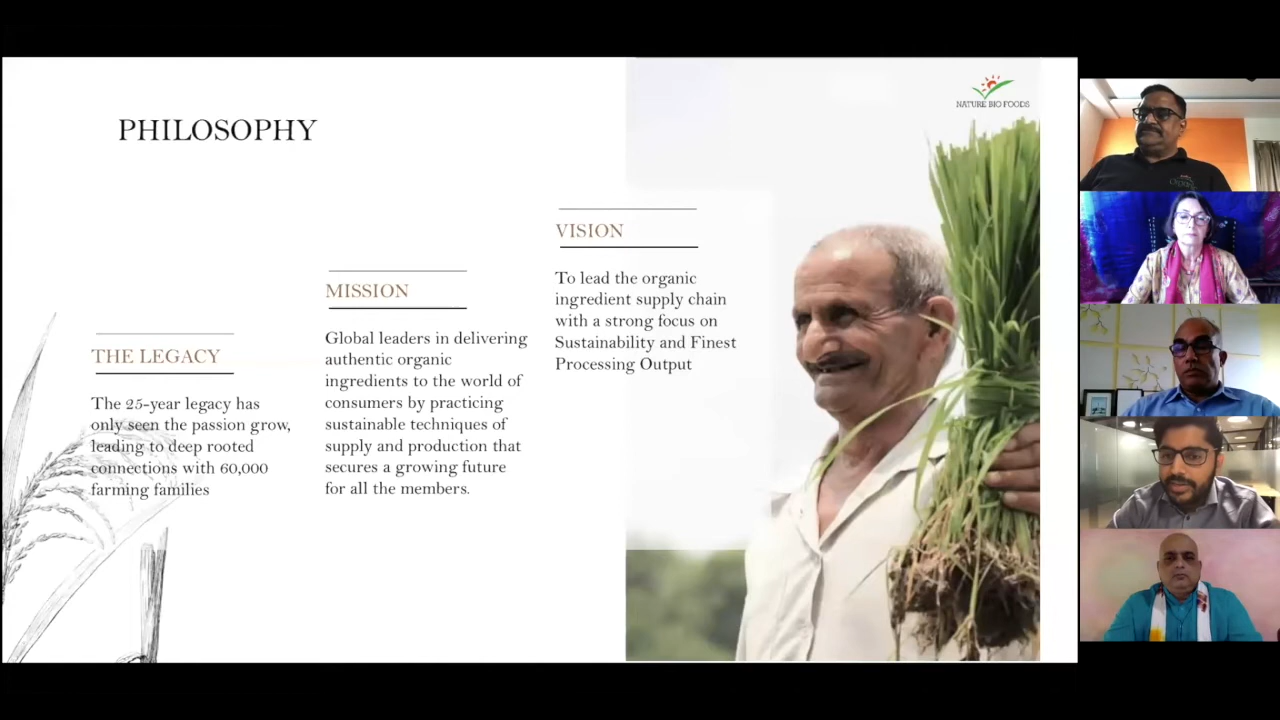 NATURE BIO FOODS
PHILOSOPHY
THE LEGACY
The 25-year legacy has
only seen the passion grow,
leading to deep rooted
connections with 60,000
farming families
MISSION
Global leaders in delivering
authentic organic
ingredients to the world of
consumers by practicing
sustainable techniques of
supply and production that
secures a growing future
for all the members.
VISION
To lead the organic
ingredient supply chain
with a strong focus on
Sustainability and Finest
Processing Output